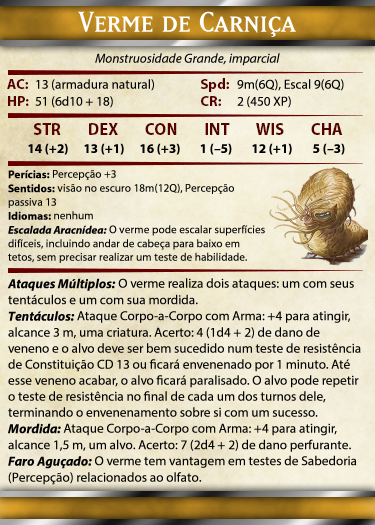 Verme de Carniça
Monstruosidade Grande, imparcial
AC: 13 (armadura natural) Spd: 9m(6Q), Escal 9(6Q)
HP: 51 (6d10 + 18) CR: 2 (450 XP)
STR DEX CON INT WIS CHA
14 (+2) 13 (+1) 16 (+3) 1 (–5) 12 (+1) 5 (–3)
Perícias: Percepção +3
Sentidos: visão no escuro 18m(12Q), Percepção
passiva 13
Idiomas: nenhum
Escalada Aracnídea: O verme pode escalar superfícies
difíceis, incluindo andar de cabeça para baixo em
tetos, sem precisar realizar um teste de habilidade.
Ataques Múltiplos: O verme realiza dois ataques: um com seus
tentáculos e um com sua mordida.
Tentáculos: Ataque Corpo-a-Corpo com Arma: +4 para atingir,
alcance 3 m, uma criatura. Acerto: 4 (1d4 + 2) de dano de
veneno e o alvo deve ser bem sucedido num teste de resistência
de Constituição CD 13 ou ficará envenenado por 1 minuto. Até
esse veneno acabar, o alvo ficará paralisado. O alvo pode repetir
o teste de resistência no final de cada um dos turnos dele,
terminando o envenenamento sobre si com um sucesso.
Mordida: Ataque Corpo-a-Corpo com Arma: +4 para atingir,
alcance 1,5 m, um alvo. Acerto: 7 (2d4 + 2) de dano perfurante.
Faro Aguçado: O verme tem vantagem em testes de Sabedoria
(Percepção) relacionados ao olfato.